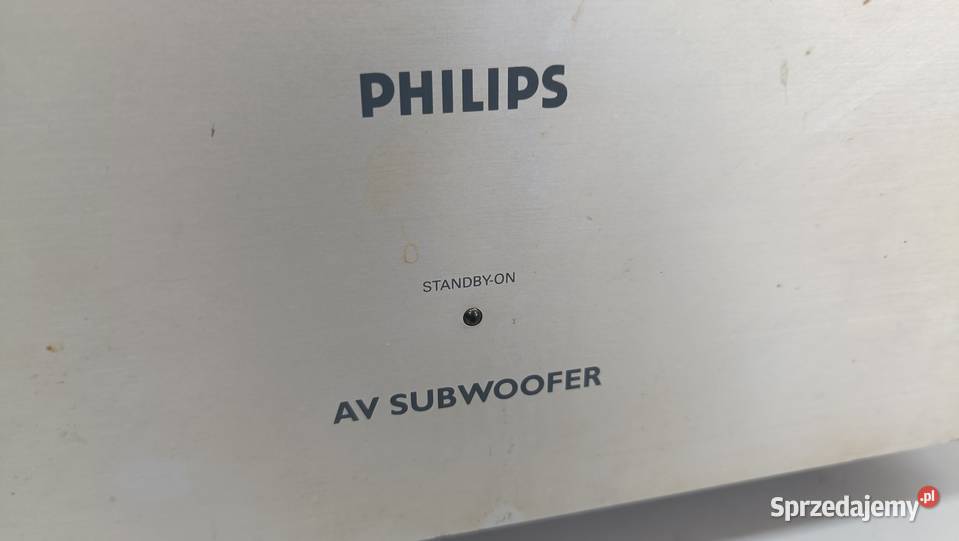 PHILIPS
STANDBY-ON
AV SUBWOOFER
Sprzedajemy.pl